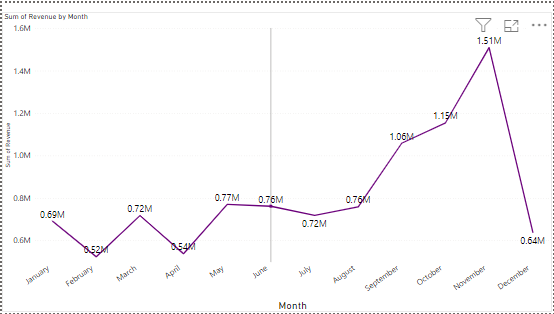 Sum of Revenue by Month
1.6M
1.4M
1.2M
1.0M
0.8M
0.6M
Sum of Revenue
0.69M
0.52M
0.72M
0.54M
0.77M
0.76M
0.72M
0.76M
1.06M
1.15M
1.51M
0.64M
January
February
March
April
May
June
July
August
September
October
November
December
Month